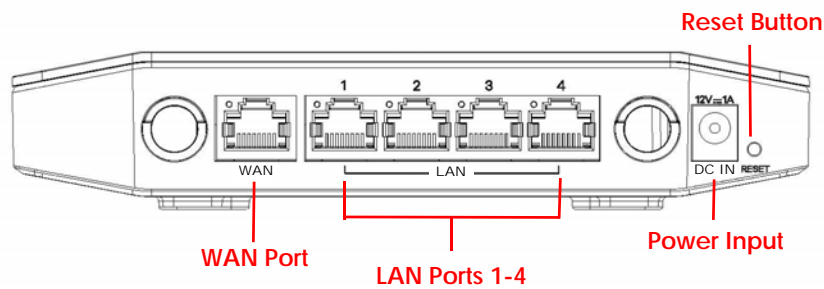 Reset Button
1 2 3 4
12V⎓1A
WAN
LAN
DC IN
RESET
WAN Port
LAN Ports 1-4
Power Input